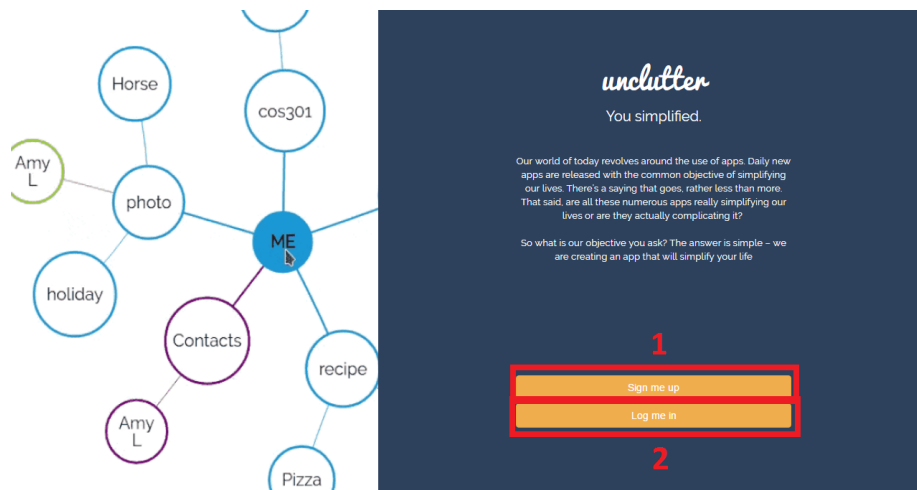 Horse
cos301
Amy
L
photo
ME
holiday
Contacts
recipe
Amy
L
Pizza
unclutter
You simplified.
Our world of today revolves around the use of apps. Daily new
apps are released with the common objective of simplifying
our lives. There's a saying that goes, rather less than more.
That said, are all these numerous apps really simplifying our
lives or are they actually complicating it?
So what is our objective you ask? The answer is simple – we
are creating an app that will simplify your life
1
Sign me up
Log me in
2